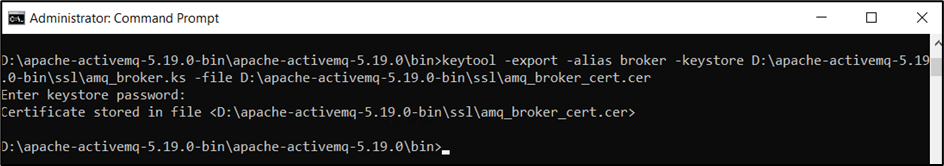 Administrator: Command Prompt
D:\apache-activemq-5.19.0-bin\apache-activemq-5.19.0\bin>keytool -export -alias broker -keystore D:\apache-activemq-5.19
.0-bin\ssl\amq_broker.ks -file D:\apache-activemq-5.19.0-bin\ssl\amq_broker_cert.cer
Enter keystore password:
Certificate stored in file <D:\apache-activemq-5.19.0-bin\ssl\amq_broker_cert.cer>
D:\apache-activemq-5.19.0-bin\apache-activemq-5.19.0\bin>